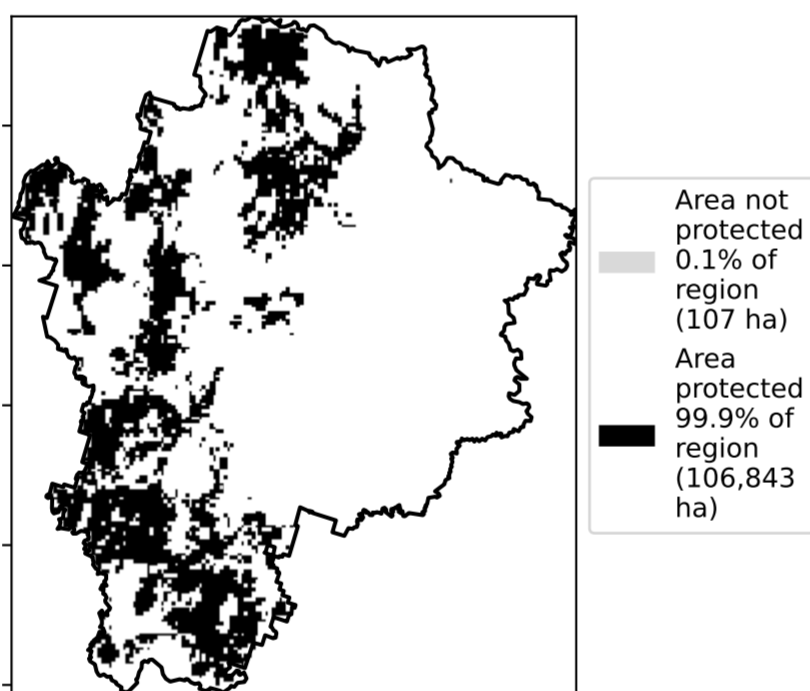 Area not
protected
0.1% of
region
(107 ha)
Area
protected
99.9% of
region
(106,843
ha)